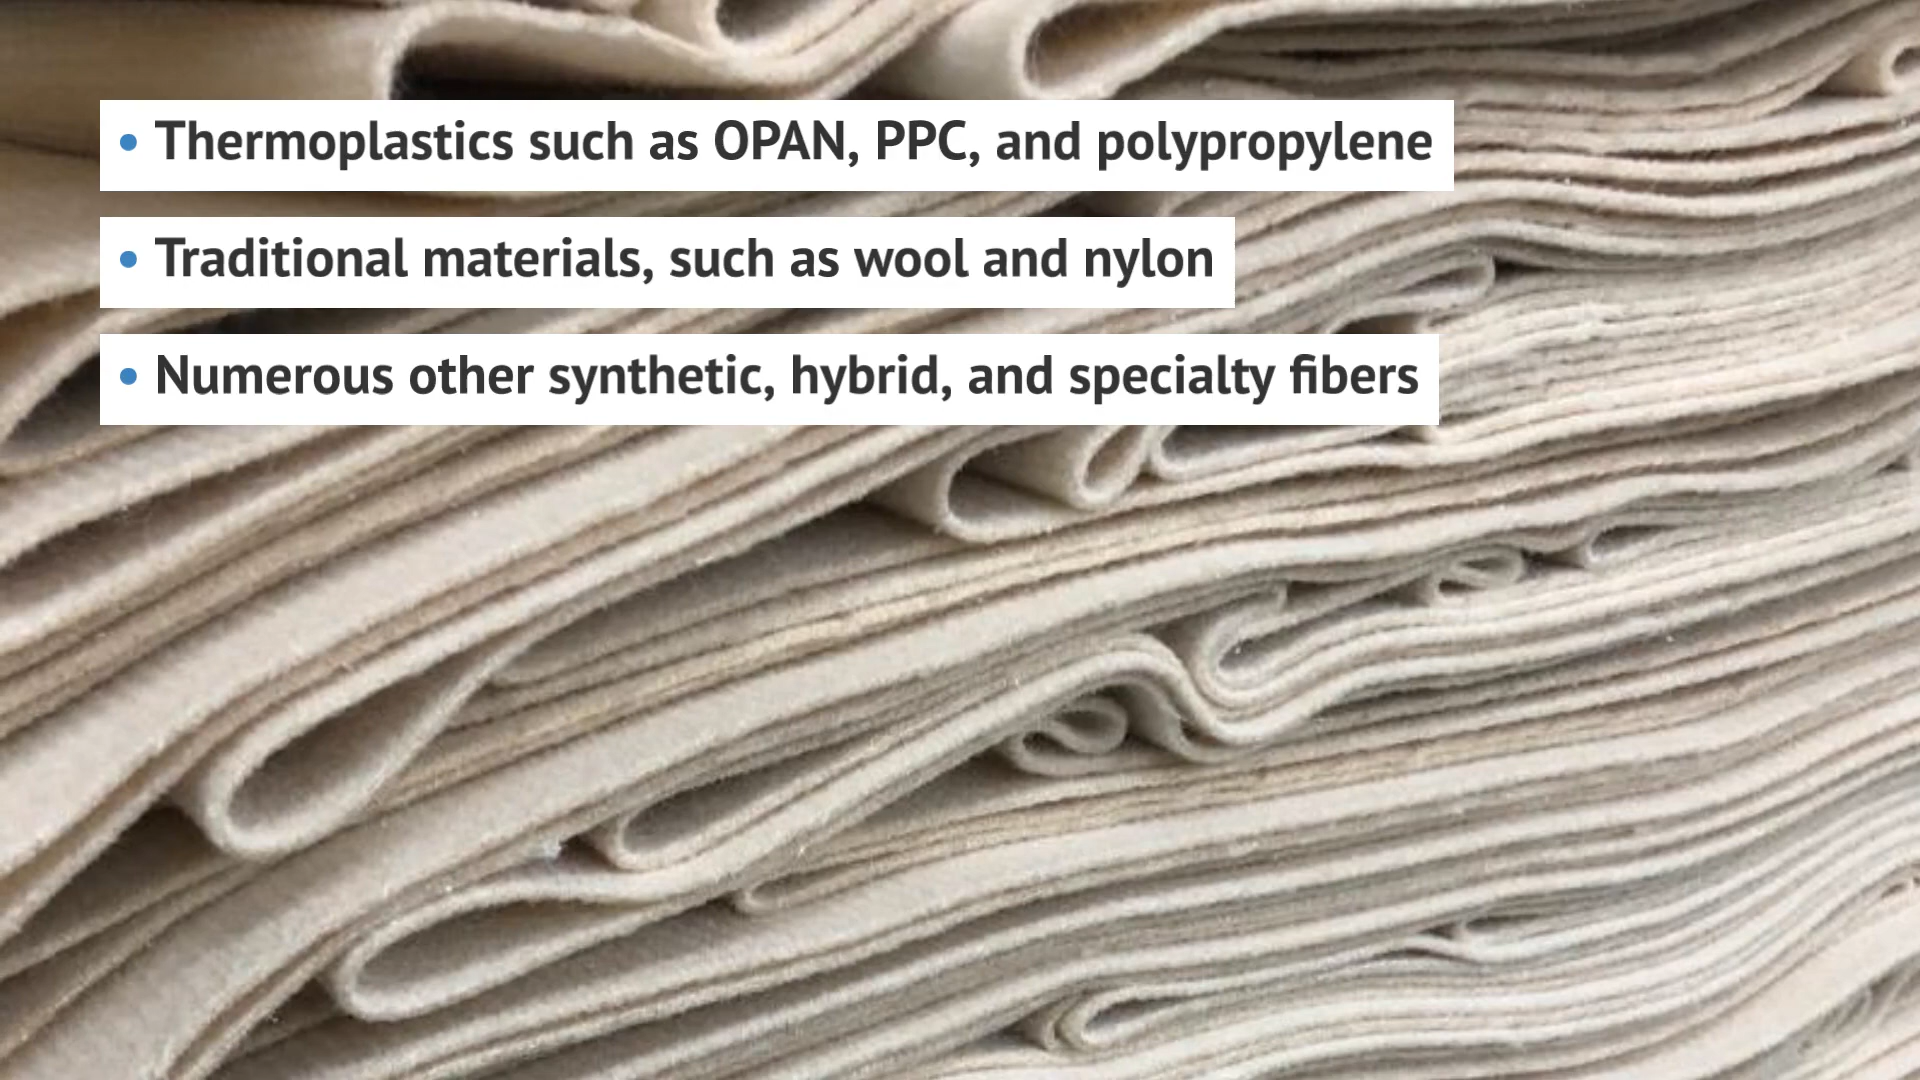 • Thermoplastics such as OPAN, PPC, and polypropylene
• Traditional materials, such as wool and nylon
• Numerous other synthetic, hybrid, and specialty fibers